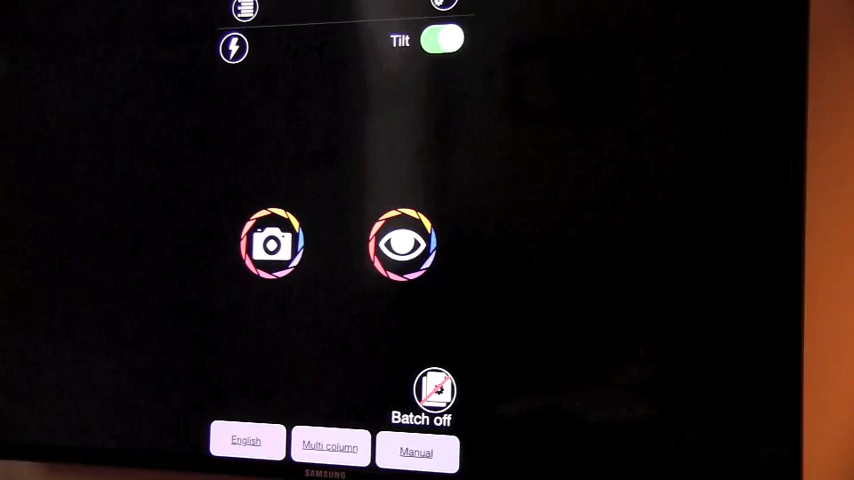 Tilt
Batch off
English
Multi column
Manual
SAMSUNG